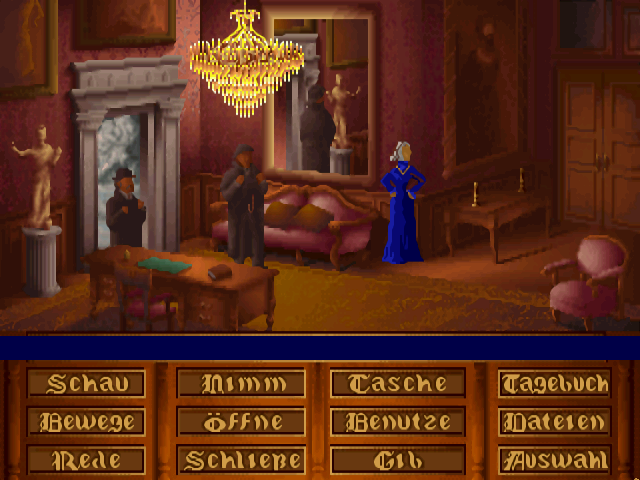 Schau Nimm Tasche Tagebuch
Bewege Öffne Benutze Dateien
Rede Schließe Gib Auswahl